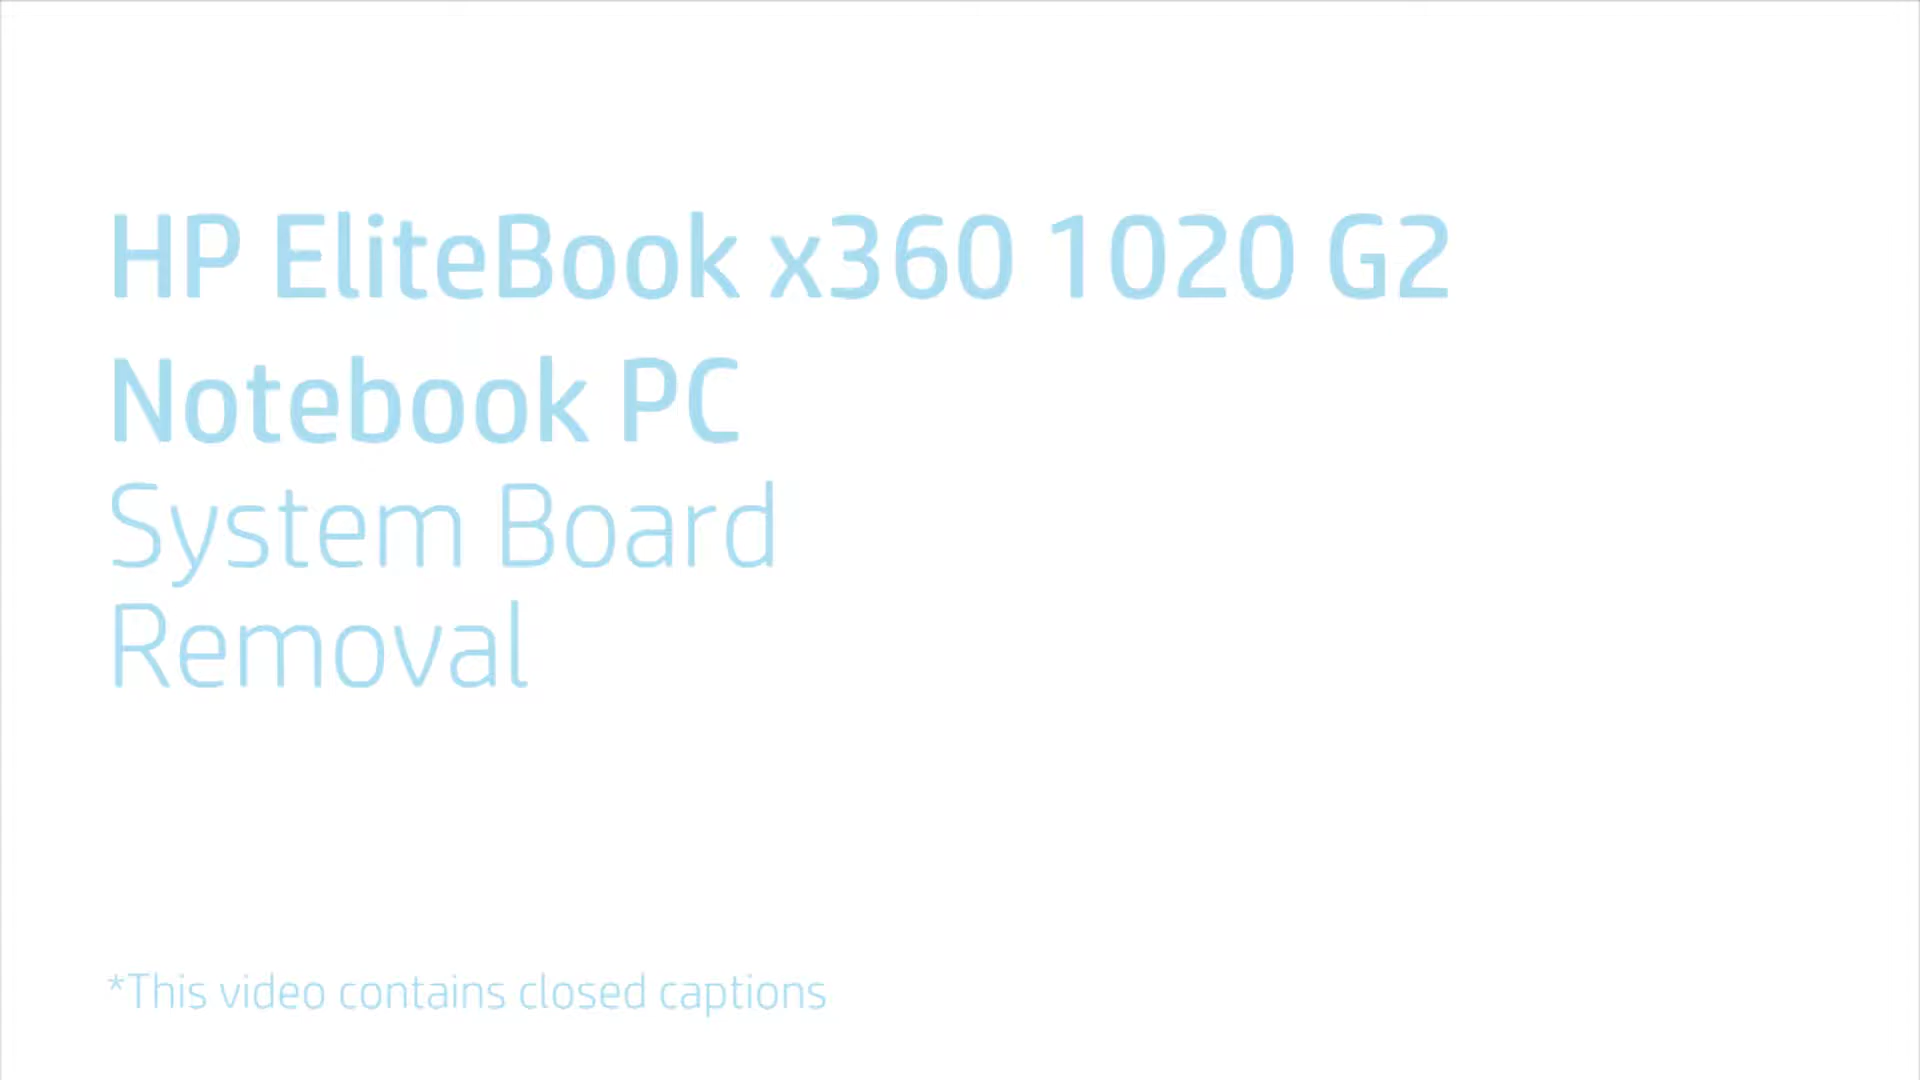 HP EliteBook x360 1020 G2
Notebook PC
System Board
Removal
*This video contains closed captions